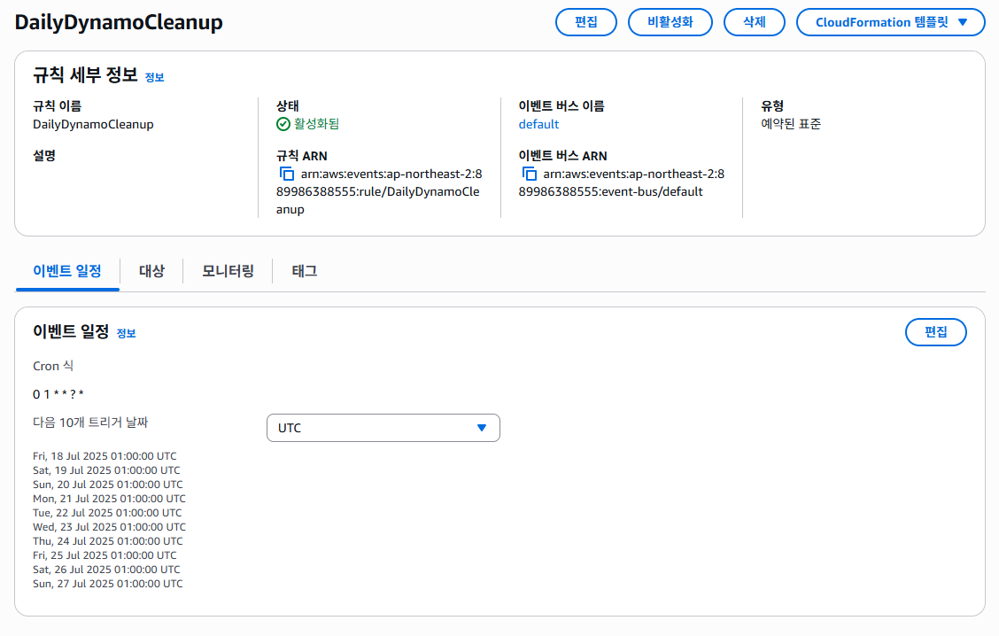 DailyDynamoCleanup
편집
비활성화
삭제
CloudFormation 템플릿
규칙 세부 정보 정보
규칙 이름
DailyDynamoCleanup
설명
상태
활성화됨
규칙 ARN
arn:aws:events:ap-northeast-2:8
89986388555:rule/DailyDynamoCle
anup
이벤트 버스 이름
default
이벤트 버스 ARN
arn:aws:events:ap-northeast-2:8
89986388555:event-bus/default
유형
예약된 표준
이벤트 일정
대상
모니터링
태그
이벤트 일정 정보
편집
Cron 식
0 1 * * ? *
다음 10개 트리거 날짜
UTC
Fri, 18 Jul 2025 01:00:00 UTC
Sat, 19 Jul 2025 01:00:00 UTC
Sun, 20 Jul 2025 01:00:00 UTC
Mon, 21 Jul 2025 01:00:00 UTC
Tue, 22 Jul 2025 01:00:00 UTC
Wed, 23 Jul 2025 01:00:00 UTC
Thu, 24 Jul 2025 01:00:00 UTC
Fri, 25 Jul 2025 01:00:00 UTC
Sat, 26 Jul 2025 01:00:00 UTC
Sun, 27 Jul 2025 01:00:00 UTC